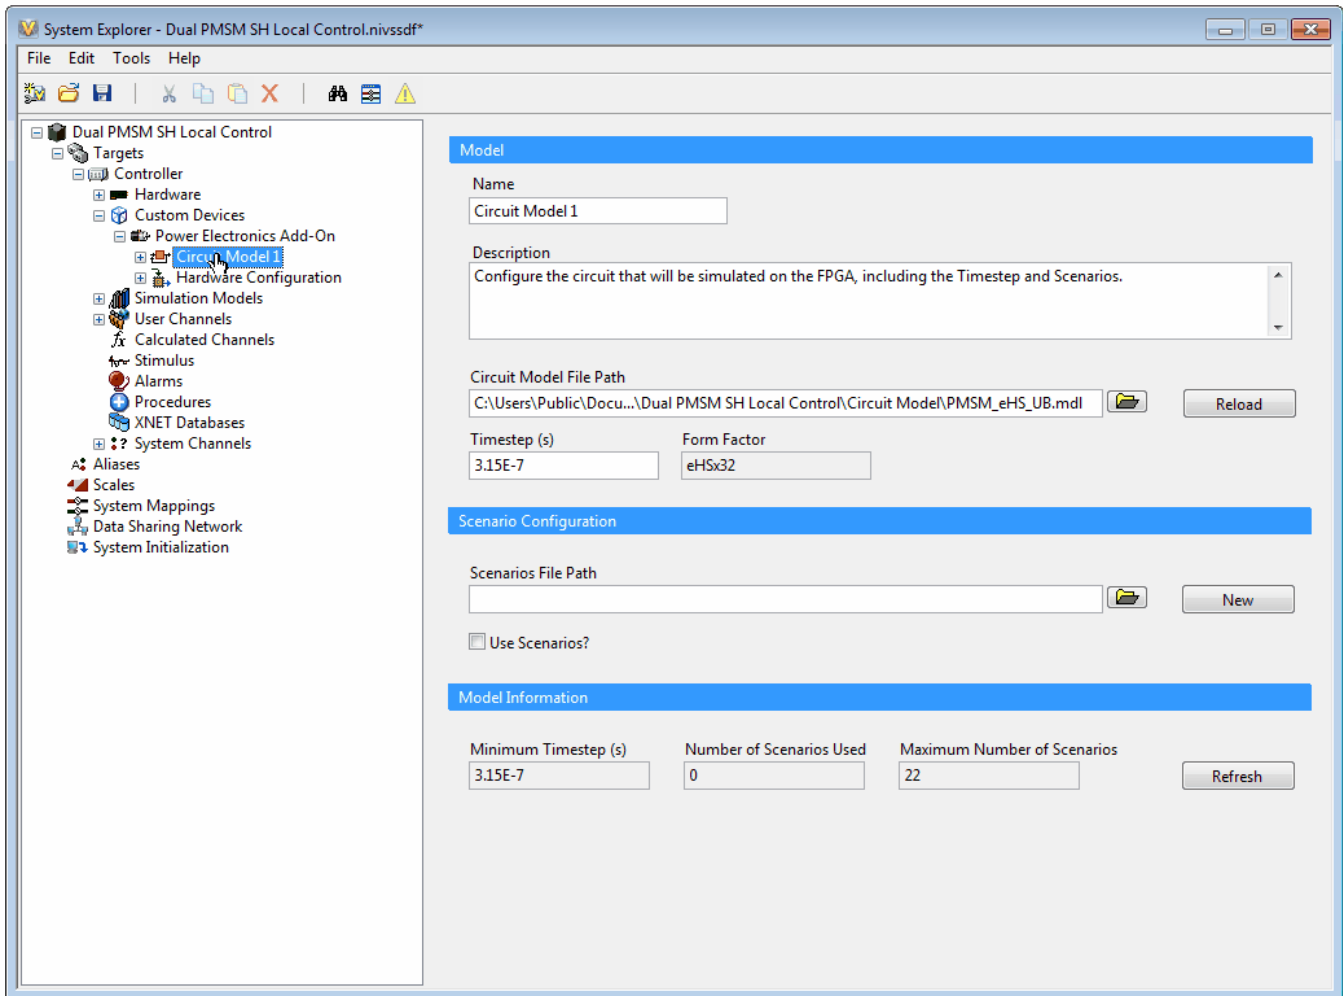 System Explorer - Dual PMSM SH Local Control.nivssdf*
File Edit Tools Help
Dual PMSM SH Local Control
Targets
Controller
Hardware
Custom Devices
Power Electronics Add-On
Circuit Model 1
Hardware Configuration
Simulation Models
User Channels
fx Calculated Channels
Stimulus
Alarms
Procedures
XNET Databases
System Channels
Aliases
Scales
System Mappings
Data Sharing Network
System Initialization
Model
Name
Circuit Model 1
Description
Configure the circuit that will be simulated on the FPGA, including the Timestep and Scenarios.
Circuit Model File Path
C:\Users\Public\Docu...\Dual PMSM SH Local Control\Circuit Model\PMSM_eHS_UB.mdl
Reload
Timestep (s) Form Factor
3.15E-7 eHSx32
Scenario Configuration
Scenarios File Path
New
Use Scenarios?
Model Information
Minimum Timestep (s) Number of Scenarios Used Maximum Number of Scenarios
3.15E-7 0 22 Refresh